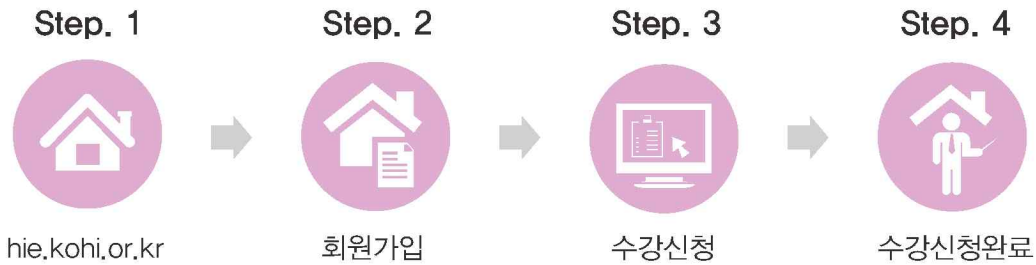 Step. 1
Step. 2
Step. 3
Step. 4
hie.kohi.or.kr
회원가입
수강신청
수강신청완료